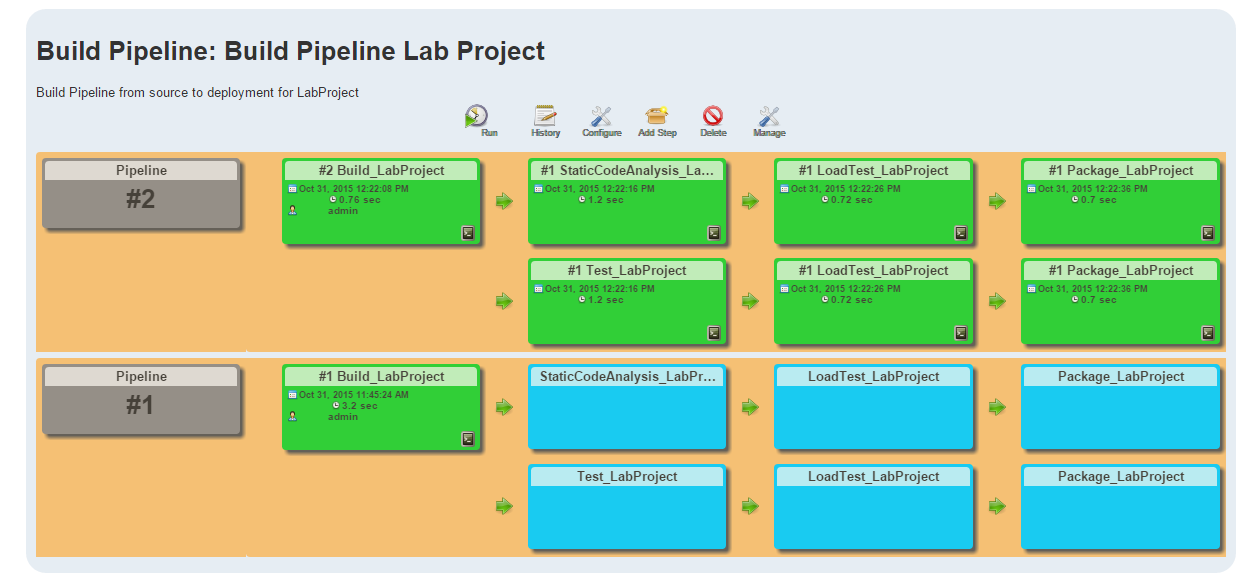 Build Pipeline: Build Pipeline Lab Project
Build Pipeline from source to deployment for LabProject
Run History Configure Add Step Delete Manage
Pipeline
#2
#2 Build_LabProject
Oct 31, 2015 12:22:08 PM
0.76 sec
admin
#1 StaticCodeAnalysis_La...
Oct 31, 2015 12:22:16 PM
1.2 sec
#1 LoadTest_LabProject
Oct 31, 2015 12:22:26 PM
0.72 sec
#1 Package_LabProject
Oct 31, 2015 12:22:36 PM
0.7 sec
#1 Test_LabProject
Oct 31, 2015 12:22:16 PM
1.2 sec
#1 LoadTest_LabProject
Oct 31, 2015 12:22:26 PM
0.72 sec
#1 Package_LabProject
Oct 31, 2015 12:22:36 PM
0.7 sec
Pipeline
#1
#1 Build_LabProject
Oct 31, 2015 11:45:24 AM
3.2 sec
admin
StaticCodeAnalysis_LabPr...
LoadTest_LabProject
Package_LabProject
Test_LabProject
LoadTest_LabProject
Package_LabProject